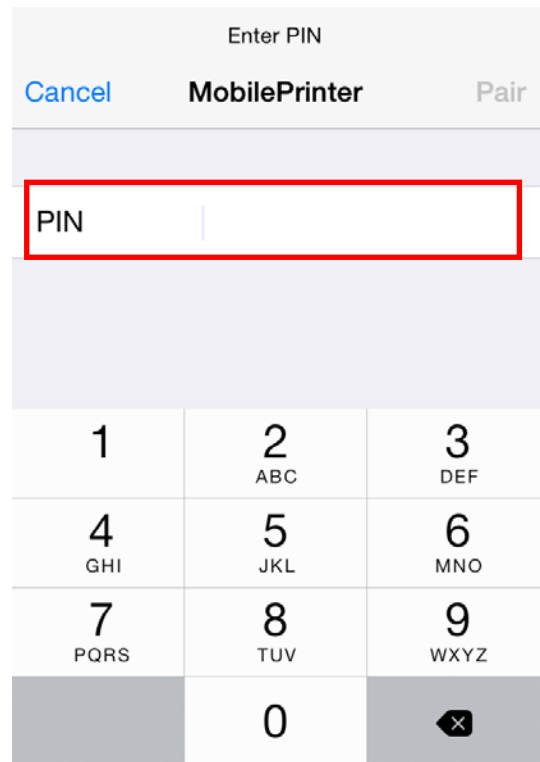 Enter PIN
Cancel MobilePrinter Pair
PIN
1 2 3
ABC DEF
4 5 6
GHI JKL MNO
7 8 9
PQRS TUV WXYZ
0